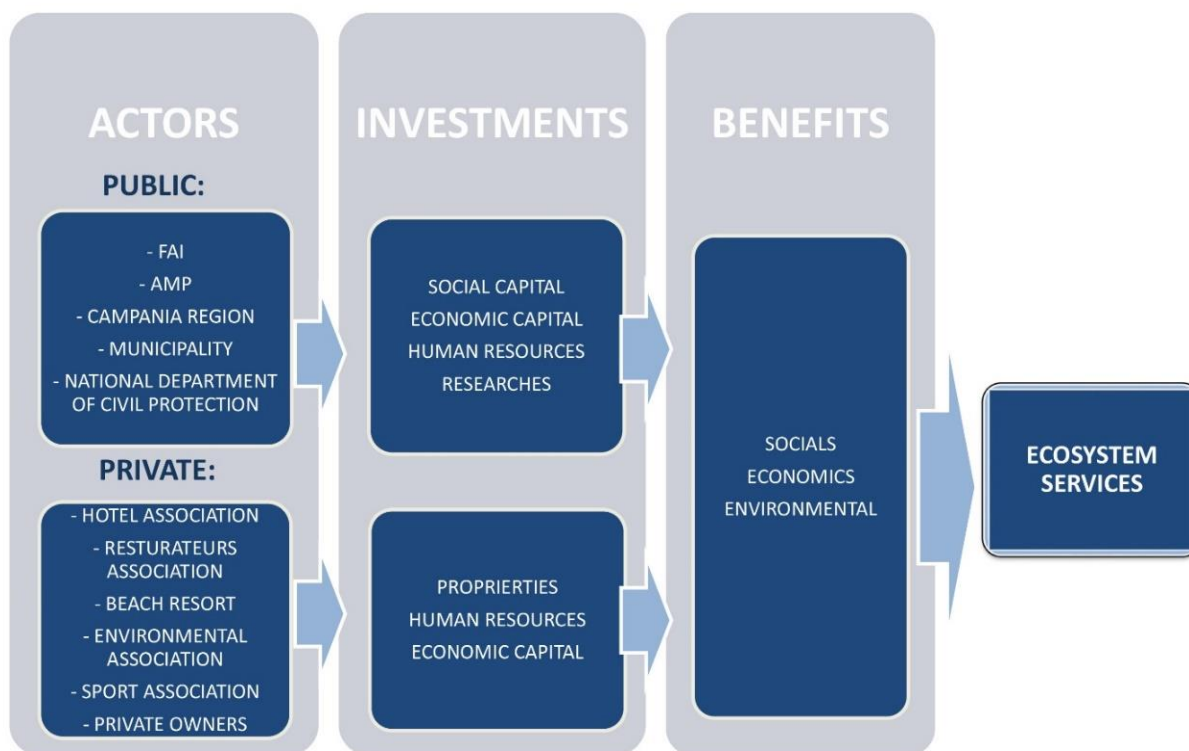 ACTORS
PUBLIC:
- FAI
- AMP
- CAMPANIA REGION
- MUNICIPALITY
- NATIONAL DEPARTMENT
OF CIVIL PROTECTION
PRIVATE:
- HOTEL ASSOCIATION
- RESTURATEURS
ASSOCIATION
- BEACH RESORT
- ENVIRONMENTAL
ASSOCIATION
- SPORT ASSOCIATION
- PRIVATE OWNERS
INVESTMENTS
SOCIAL CAPITAL
ECONOMIC CAPITAL
HUMAN RESOURCES
RESEARCHES
PROPRIERTIES
HUMAN RESOURCES
ECONOMIC CAPITAL
BENEFITS
SOCIALS
ECONOMICS
ENVIRONMENTAL
ECOSYSTEM
SERVICES